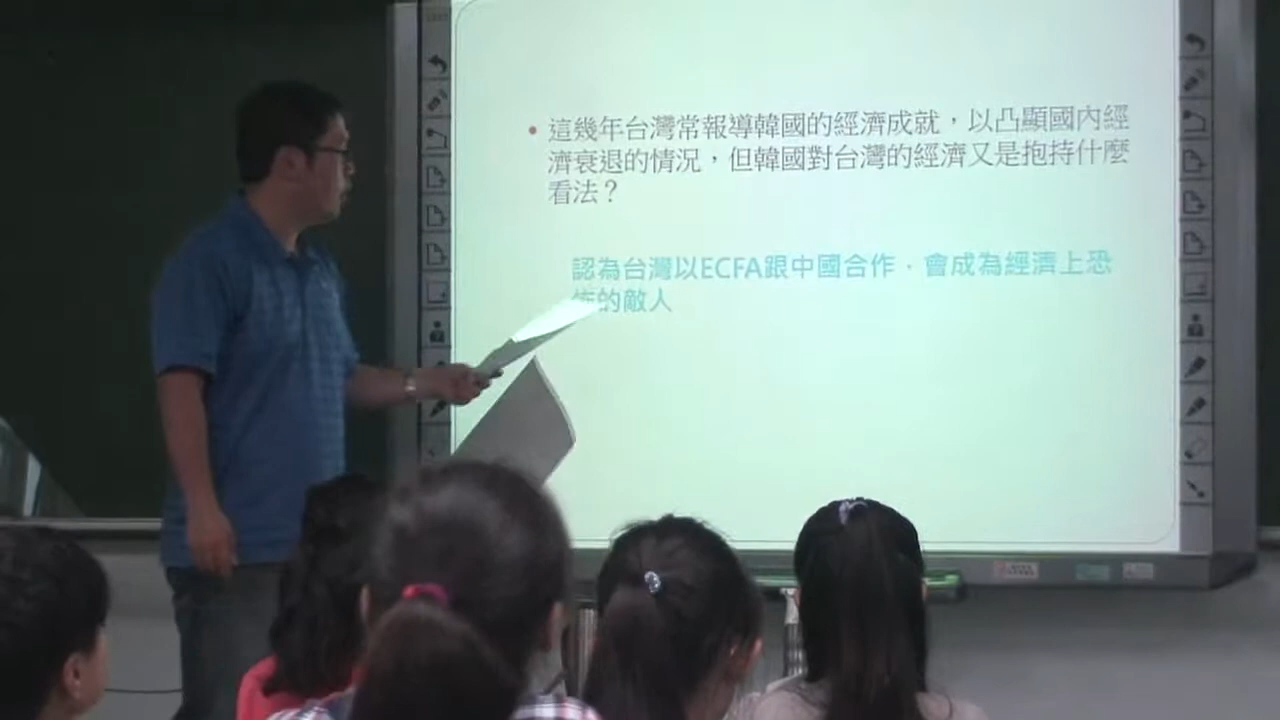 • 這幾年台灣常報導韓國的經濟成就，以凸顯國內經
濟衰退的情況，但韓國對台灣的經濟又是抱持什麼
看法？
認為台灣以ECFA跟中國合作，會成為經濟上恐
怖的敵人